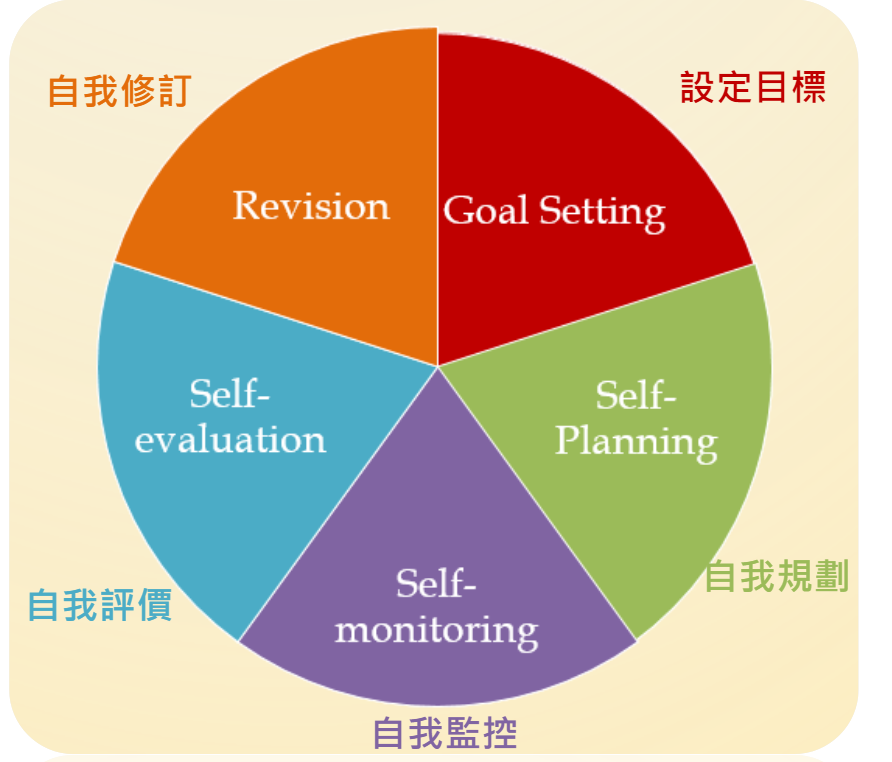 設定目標
Goal Setting
Self-
Planning
自我規劃
Self-
monitoring
自我監控
Self-
evaluation
自我評價
Revision
自我修訂